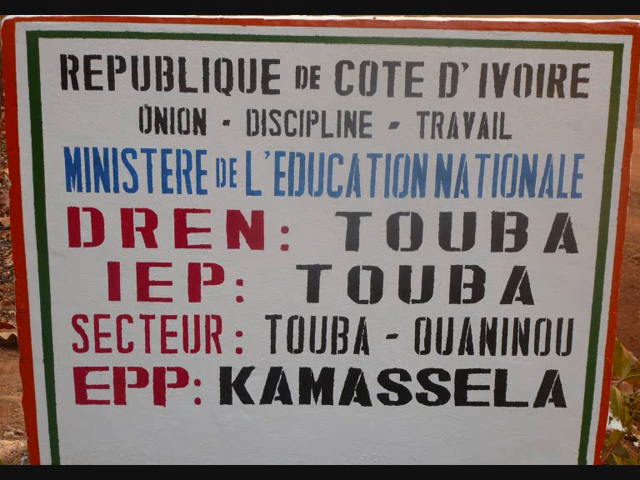 REPUBLIQUE DE COTE D'IVOIRE
UNION - DISCIPLINE - TRAVAIL
MINISTERE DE L'EDUCATION NATIONALE
DREN: TOUBA
IEP: TOUBA
SECTEUR: TOUBA - OUANINOU
EPP: KAMASSELA